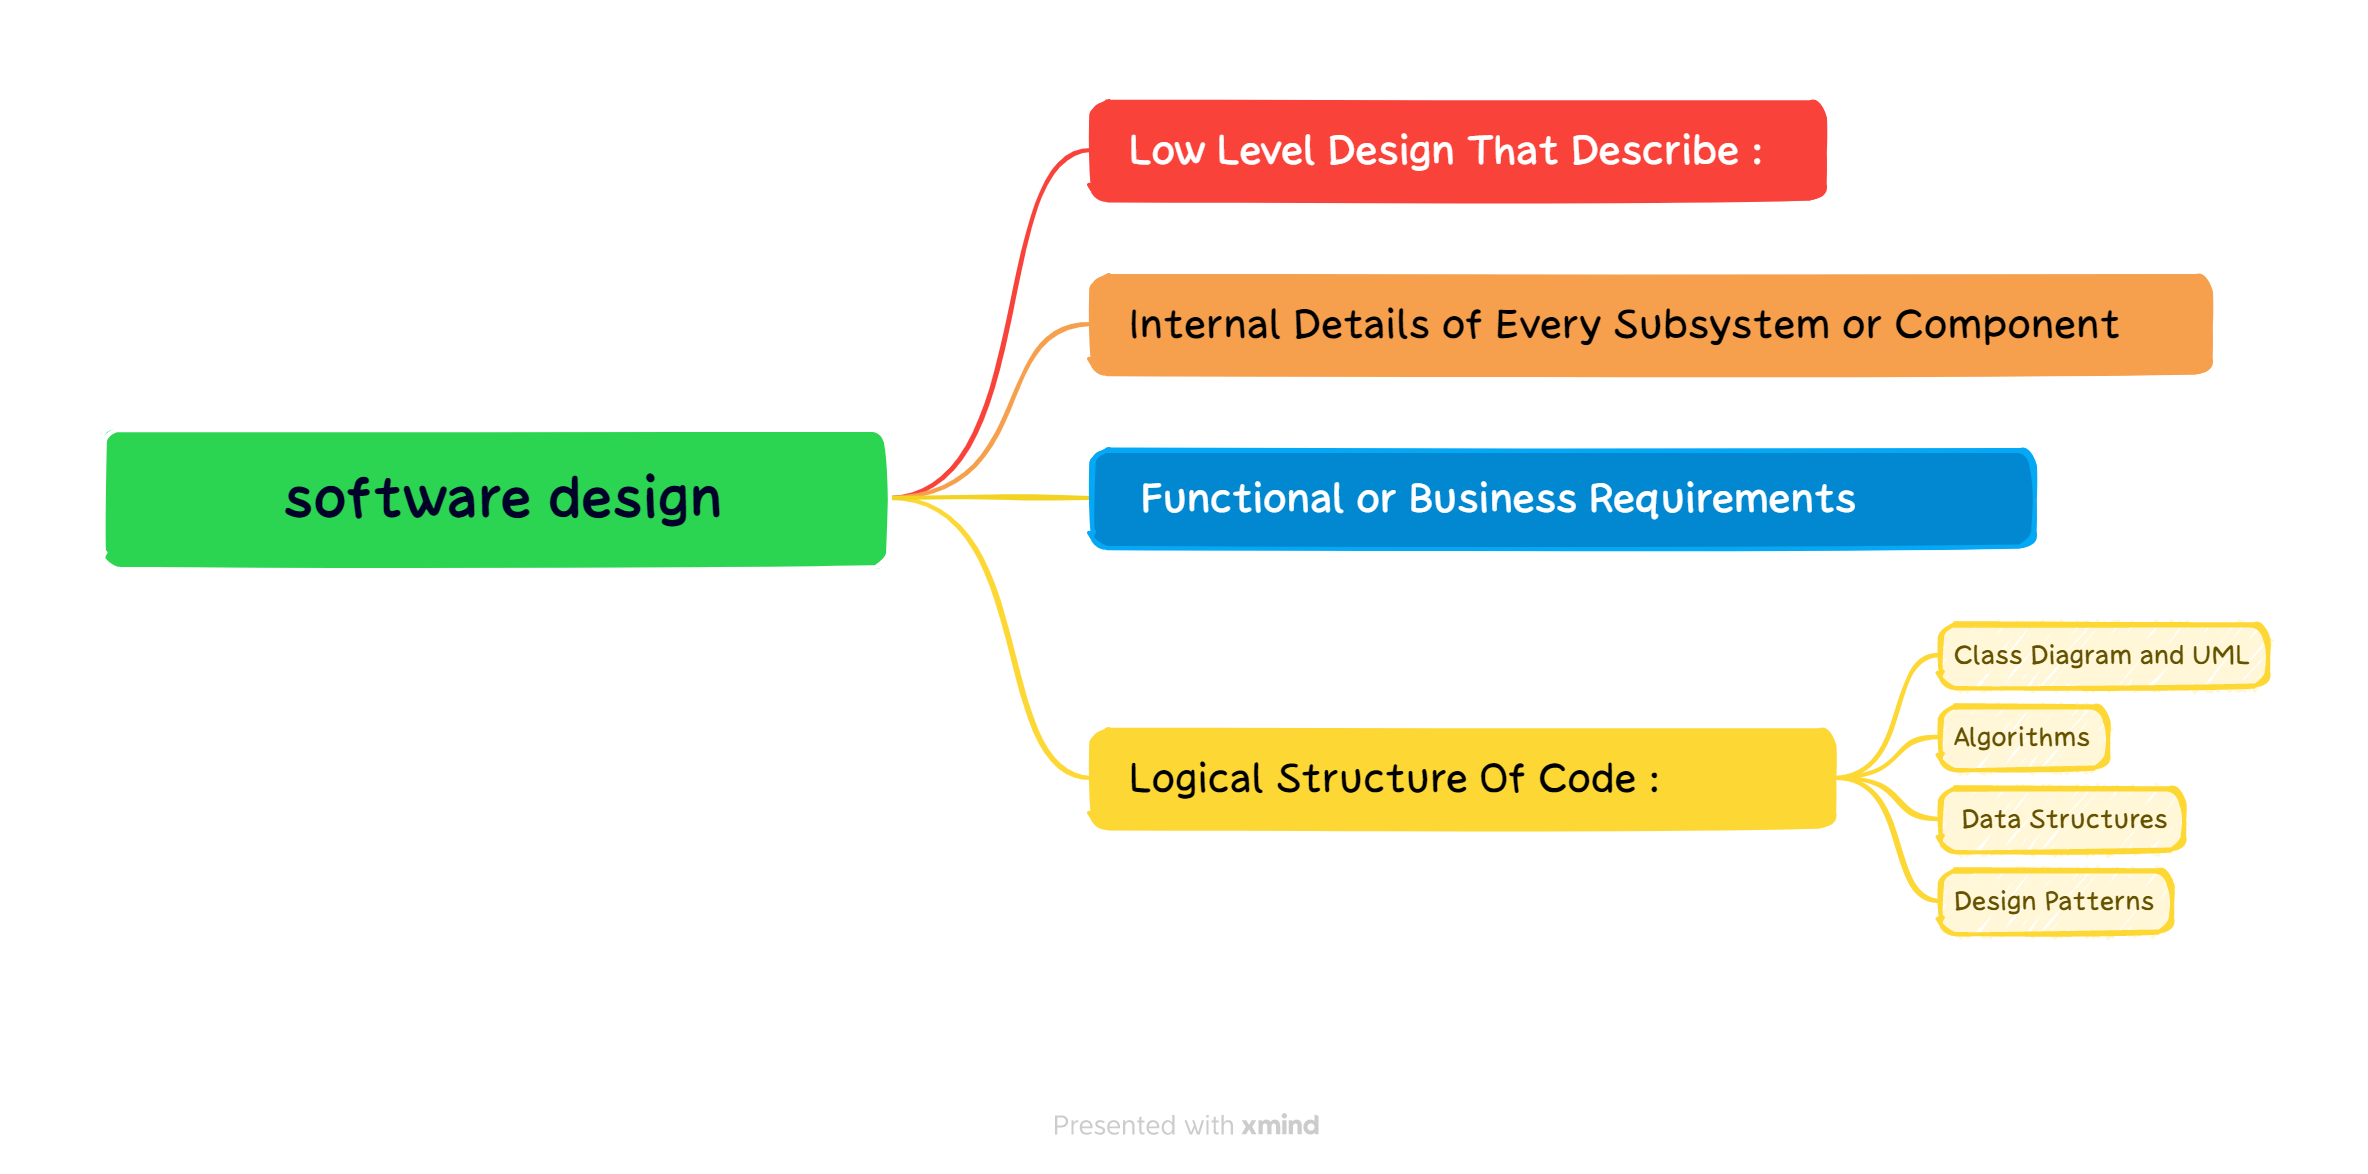 Low Level Design That Describe :
Internal Details of Every Subsystem or Component
software design
Functional or Business Requirements
Logical Structure Of Code :
Class Diagram and UML
Algorithms
Data Structures
Design Patterns
Presented with xmind